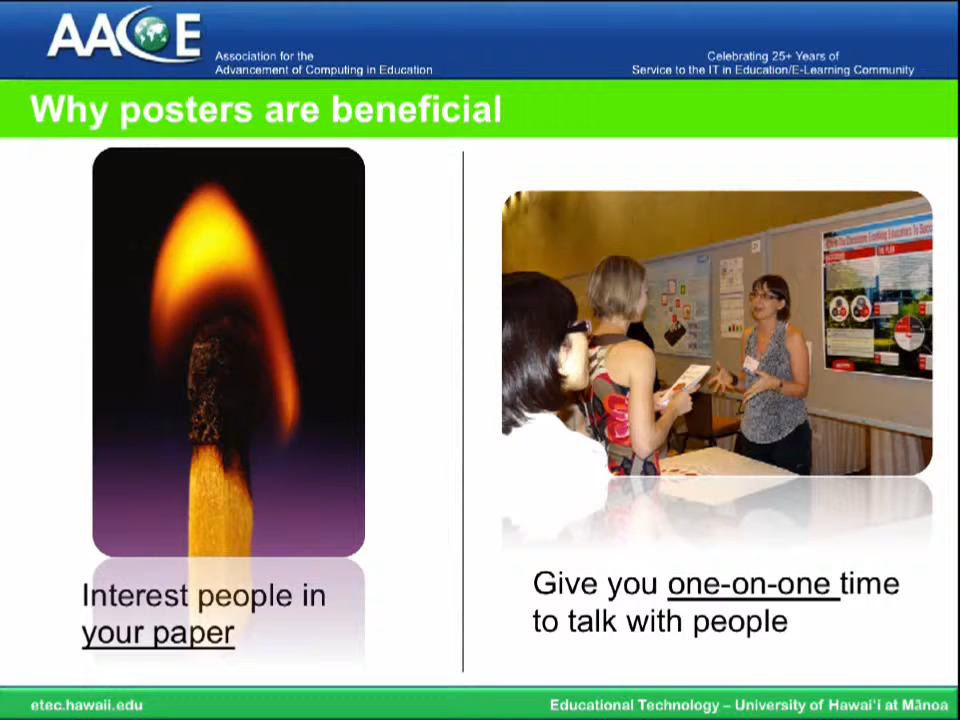 AACE
Association for the
Advancement of Computing in Education
Celebrating 25+ Years of
Service to the IT in Education/E-Learning Community
Why posters are beneficial
Interest people in
your paper
Give you one-on-one time
to talk with people
etec.hawaii.edu
Educational Technology – University of Hawai‘i at Mānoa